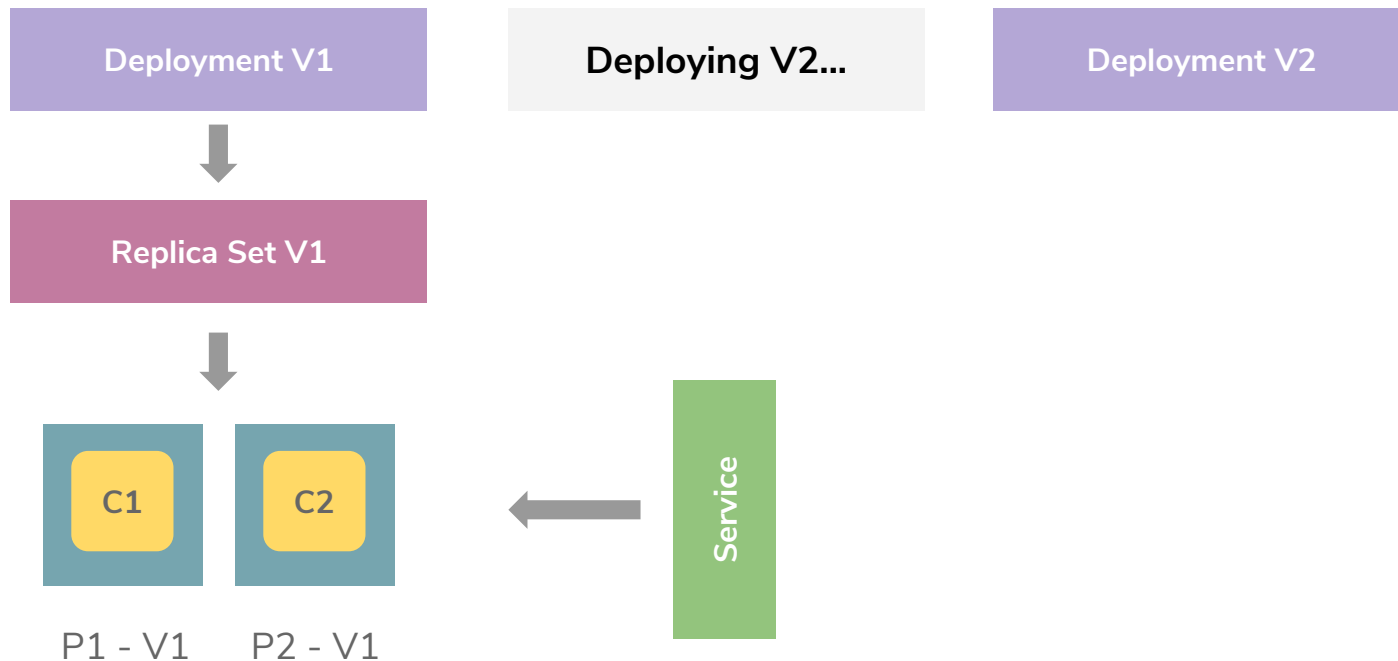 Deployment V1
Deploying V2...
Deployment V2
Replica Set V1
C1
C2
Service
P1 - V1
P2 - V1